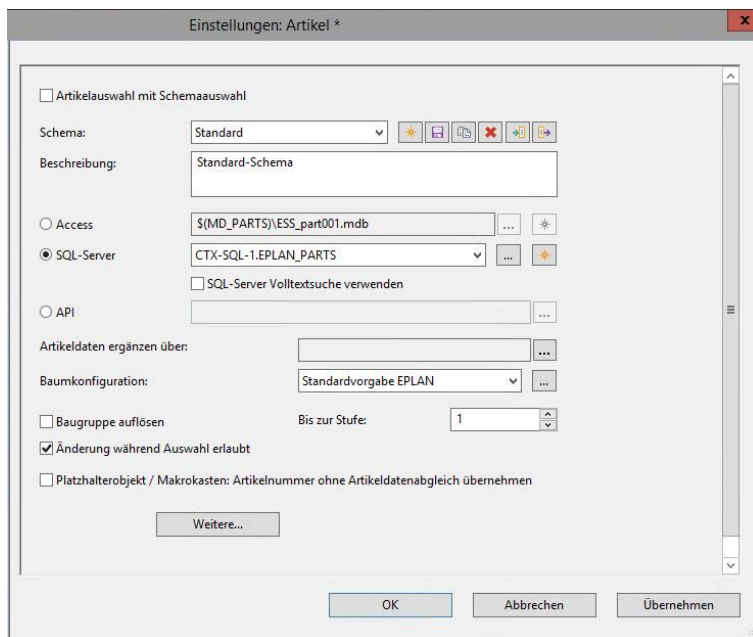 Einstellungen: Artikel *
x
Artikelauswahl mit Schemaauswahl
Schema: Standard
Beschreibung: Standard-Schema
Access $(MD_PARTS)\ESS_part001.mdb ...
SQL-Server CTX-SQL-1.EPLAN_PARTS ...
SQL-Server Volltextsuche verwenden
API ...
Artikeldaten ergänzen über: ...
Baumkonfiguration: Standardvorgabe EPLAN ...
Baugruppe auflösen Bis zur Stufe: 1
Änderung während Auswahl erlaubt
Platzhalterobjekt / Makrokasten: Artikelnummer ohne Artikeldatenabgleich übernehmen
Weitere...
OK Abbrechen Übernehmen